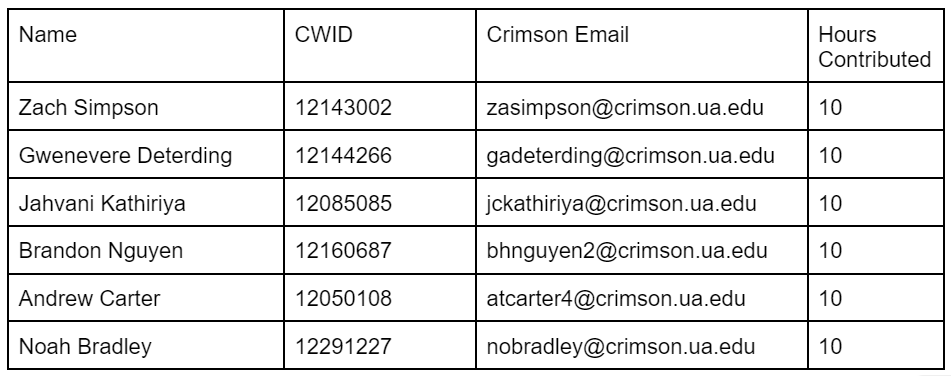 Name CWID Crimson Email Hours Contributed
Zach Simpson 12143002 zasimpson@crimson.ua.edu 10
Gwenevere Deterding 12144266 gadeterding@crimson.ua.edu 10
Jahvani Kathiriya 12085085 jckathiriya@crimson.ua.edu 10
Brandon Nguyen 12160687 bhnguyen2@crimson.ua.edu 10
Andrew Carter 12050108 atcarter4@crimson.ua.edu 10
Noah Bradley 12291227 nobradley@crimson.ua.edu 10